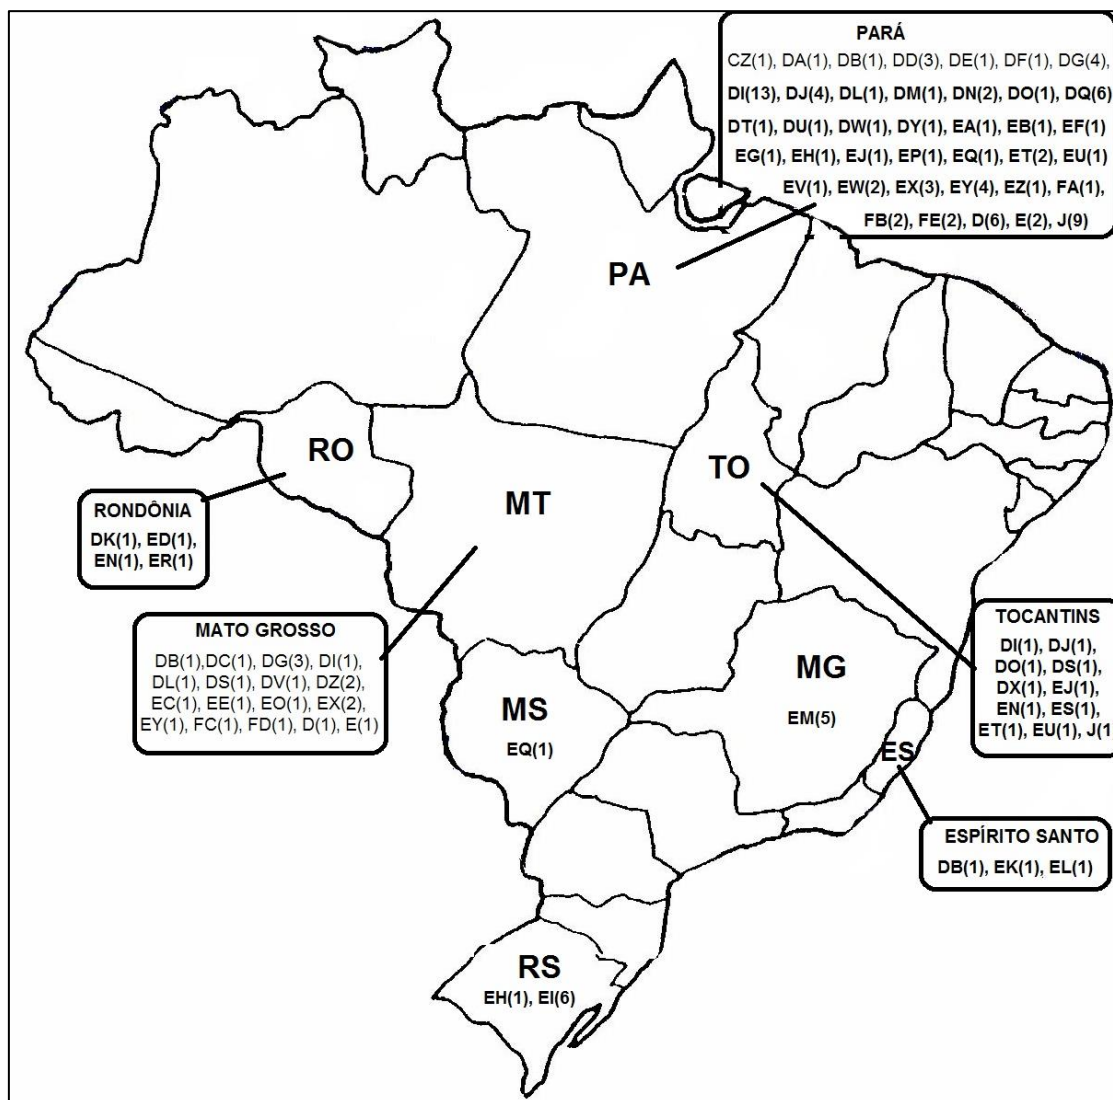 PARÁ
CZ(1), DA(1), DB(1), DD(3), DE(1), DF(1), DG(4),
DI(13), DJ(4), DL(1), DM(1), DN(2), DO(1), DQ(6)
DT(1), DU(1), DW(1), DY(1), EA(1), EB(1), EF(1)
EG(1), EH(1), EJ(1), EP(1), EQ(1), ET(2), EU(1)
EV(1), EW(2), EX(3), EY(4), EZ(1), FA(1),
FB(2), FE(2), D(6), E(2), J(9)
PA
RO
TO
MT
RONDÔNIA
DK(1), ED(1),
EN(1), ER(1)
MATO GROSSO
DB(1),DC(1), DG(3), DI(1),
DL(1), DS(1), DV(1), DZ(2),
EC(1), EE(1), EO(1), EX(2),
EY(1), FC(1), FD(1), D(1), E(1)
TOCANTINS
DI(1), DJ(1),
DO(1), DS(1),
DX(1), EJ(1),
EN(1), ES(1),
ET(1), EU(1), J(1
MG
EM(5)
MS
EQ(1)
ES
ESPÍRITO SANTO
DB(1), EK(1), EL(1)
RS
EH(1), EI(6)